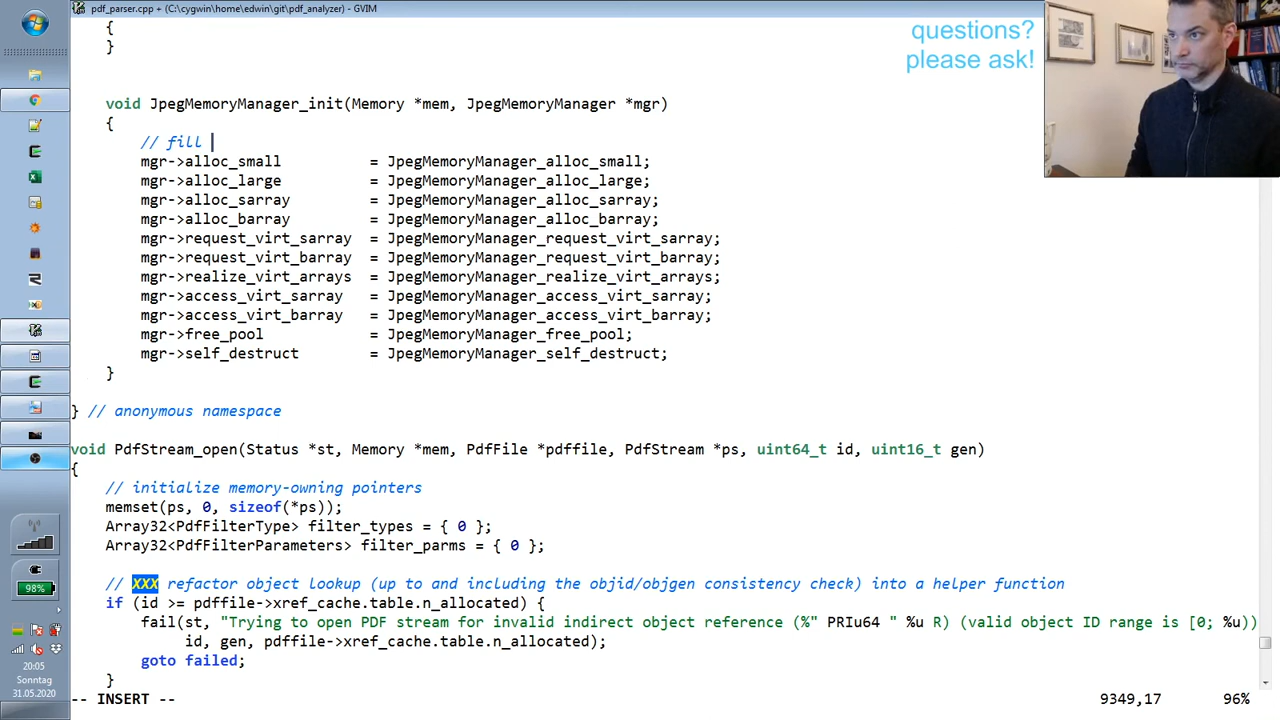 pdf_parser.cpp + (C:\cygwin\home\edwin\git\pdf_analyzer) - GVIM
questions?
please ask!
{
}
void JpegMemoryManager_init(Memory *mem, JpegMemoryManager *mgr)
{
// fill
mgr->alloc_small = JpegMemoryManager_alloc_small;
mgr->alloc_large = JpegMemoryManager_alloc_large;
mgr->alloc_sarray = JpegMemoryManager_alloc_sarray;
mgr->alloc_barray = JpegMemoryManager_alloc_barray;
mgr->request_virt_sarray = JpegMemoryManager_request_virt_sarray;
mgr->request_virt_barray = JpegMemoryManager_request_virt_barray;
mgr->realize_virt_arrays = JpegMemoryManager_realize_virt_arrays;
mgr->access_virt_sarray = JpegMemoryManager_access_virt_sarray;
mgr->access_virt_barray = JpegMemoryManager_access_virt_barray;
mgr->free_pool = JpegMemoryManager_free_pool;
mgr->self_destruct = JpegMemoryManager_self_destruct;
}
} // anonymous namespace
void PdfStream_open(Status *st, Memory *mem, PdfFile *pdffile, PdfStream *ps, uint64_t id, uint16_t gen)
{
// initialize memory-owning pointers
memset(ps, 0, sizeof(*ps));
Array32<PdfFilterType> filter_types = { 0 };
Array32<PdfFilterParameters> filter_parms = { 0 };
// XXX refactor object lookup (up to and including the objid/objgen consistency check) into a helper function
if (id >= pdffile->xref_cache.table.n_allocated) {
fail(st, "Trying to open PDF stream for invalid indirect object reference (%" PRIu64 " %u R) (valid object ID range is [0; %u))
id, gen, pdffile->xref_cache.table.n_allocated);
goto failed;
}
-- INSERT -- 9349,17 96%
98%
20:05
Sonntag
31.05.2020